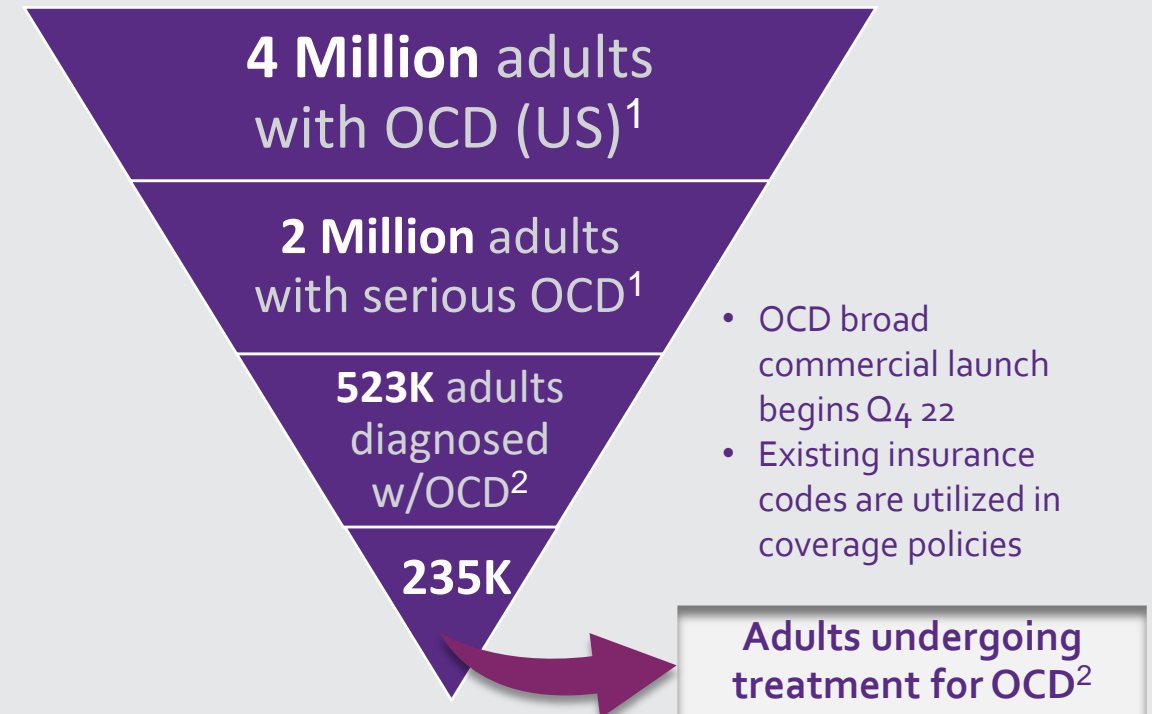 4 Million adults
with OCD (US)1
2 Million adults
with serious OCD1
523K adults
diagnosed
w/OCD2
235K
• OCD broad
commercial launch
begins Q4 22
• Existing insurance
codes are utilized in
coverage policies
Adults undergoing
treatment for OCD2